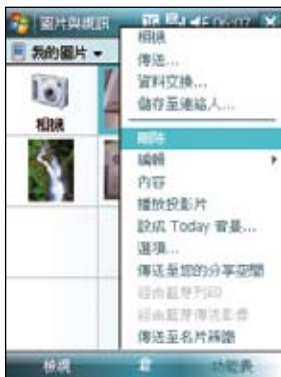 圖片與視訊 06:07
我的圖片
相機
相機
傳送...
資料交換...
儲存至連絡人...
刪除
編輯
內容
播放投影片
設成 Today 背景...
選項...
傳送至您的分享空間
經由藍芽列印
經由藍芽傳送影像
傳送至名片辨識
檢視
功能表